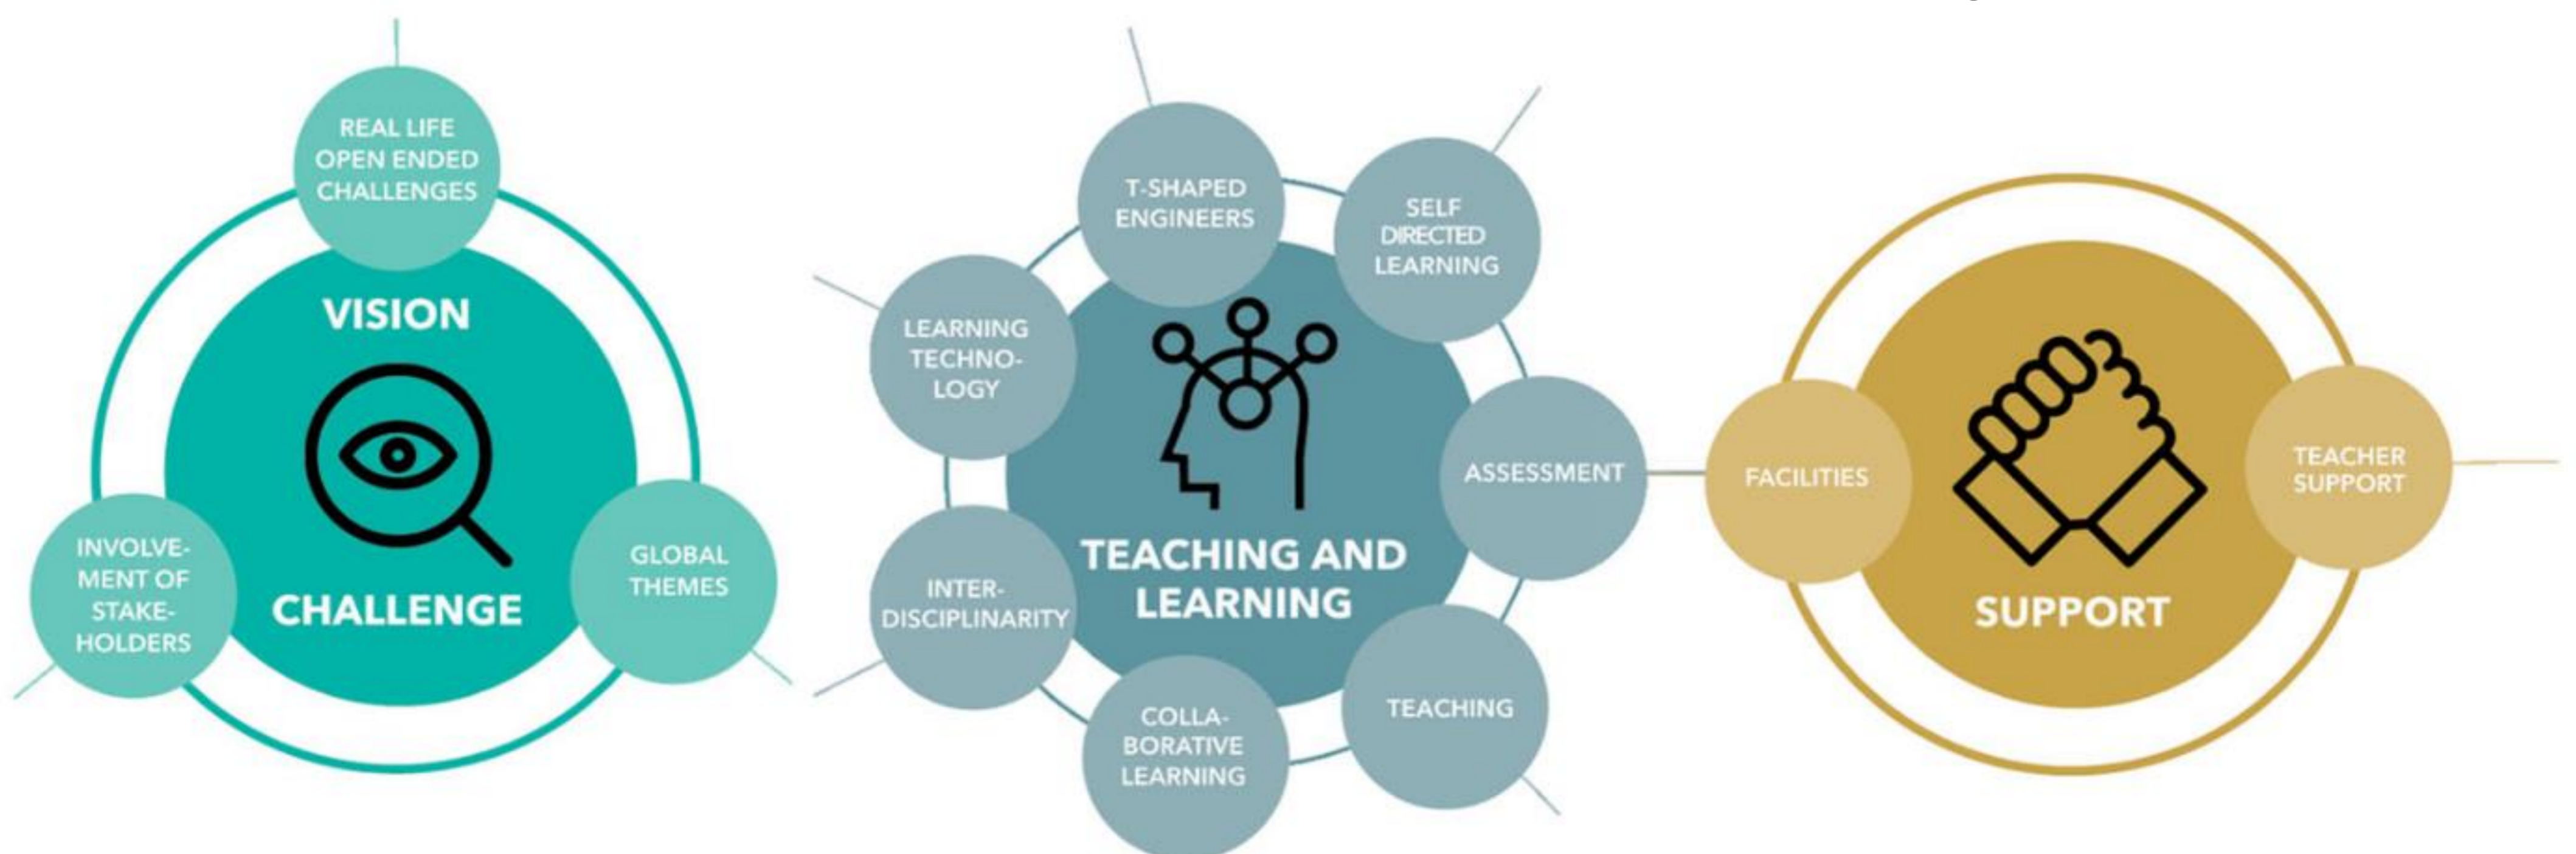 REAL LIFE
OPEN ENDED
CHALLENGES
VISION
CHALLENGE
INVOLVE-
MENT OF
STAKE-
HOLDERS
GLOBAL
THEMES
T-SHAPED
ENGINEERS
SELF
DIRECTED
LEARNING
LEARNING
TECHNO-
LOGY
ASSESSMENT
TEACHING AND
LEARNING
INTER-
DISCIPLINARITY
COLLA-
BORATIVE
LEARNING
TEACHING
FACILITIES
SUPPORT
TEACHER
SUPPORT